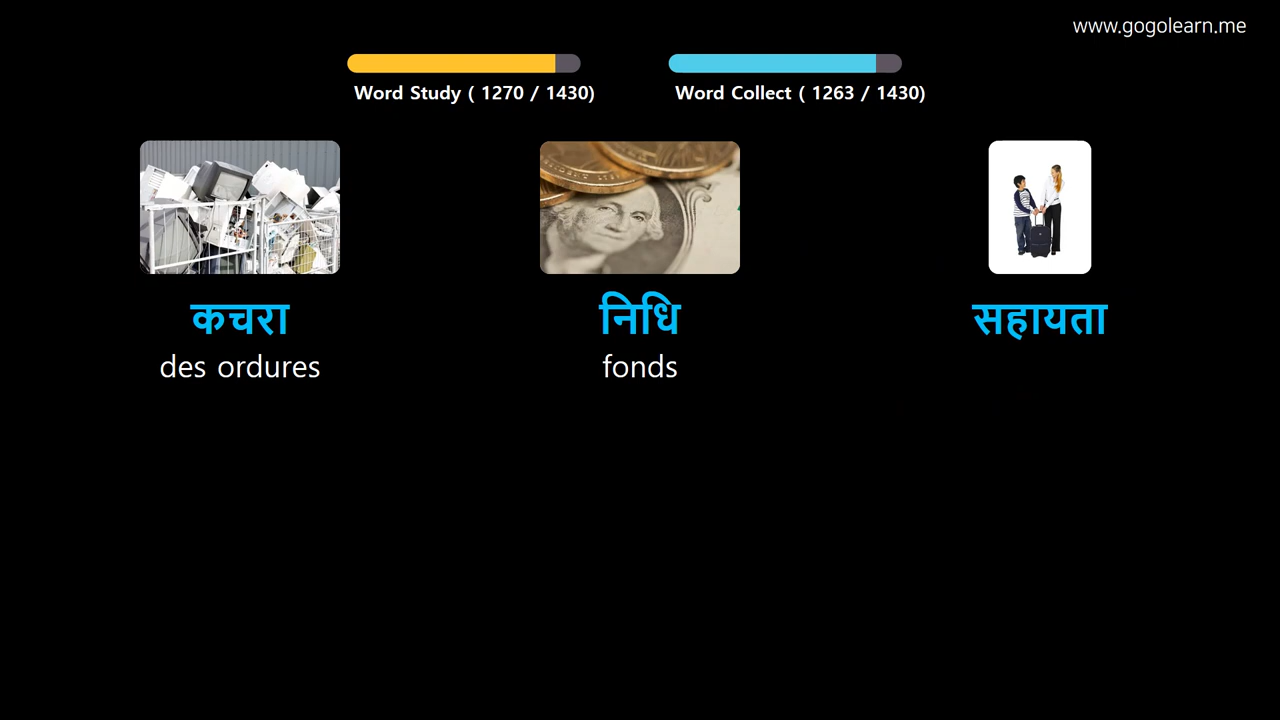 www.gogolearn.me
Word Study ( 1270 / 1430)
Word Collect ( 1263 / 1430)
कचरा
des ordures
निधि
fonds
सहायता